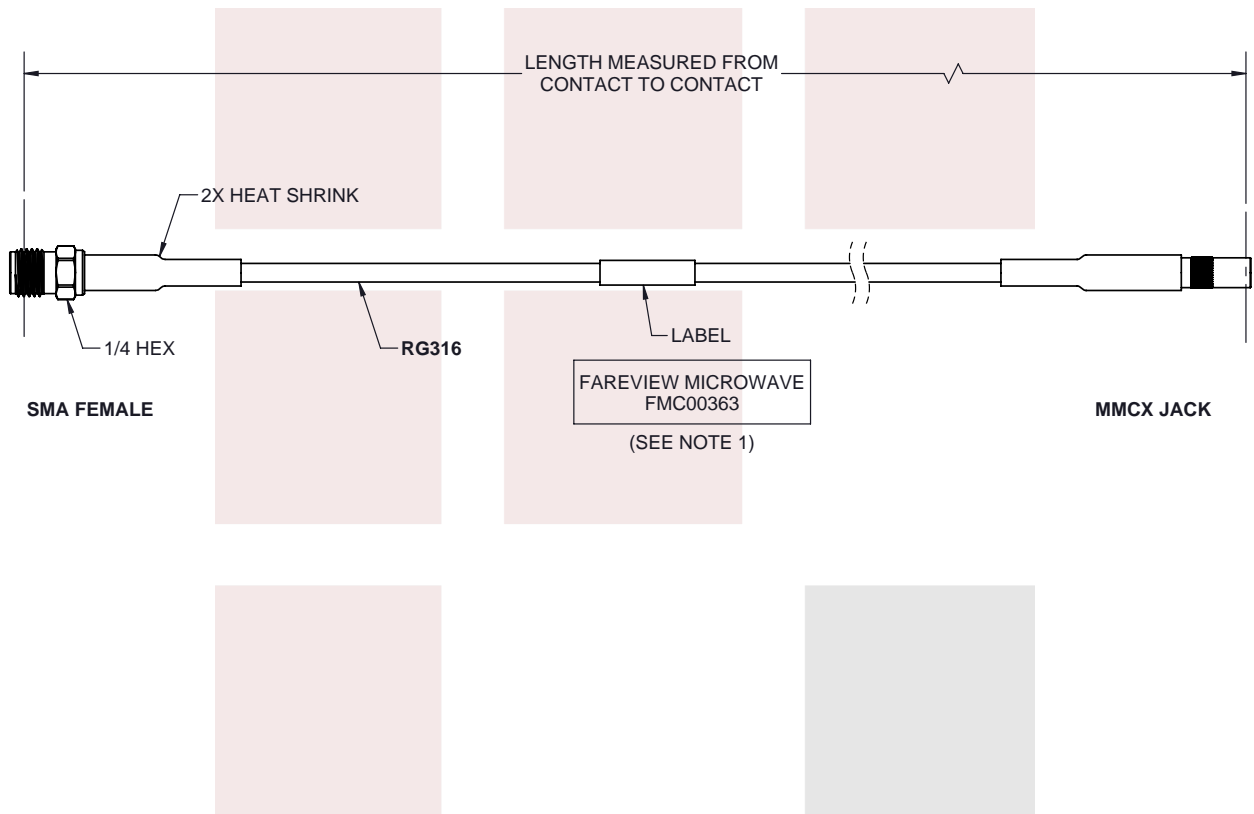 LENGTH MEASURED FROM
CONTACT TO CONTACT
2X HEAT SHRINK
1/4 HEX
RG316
LABEL
FAREVIEW MICROWAVE
FMC00363
(SEE NOTE 1)
SMA FEMALE
MMCX JACK